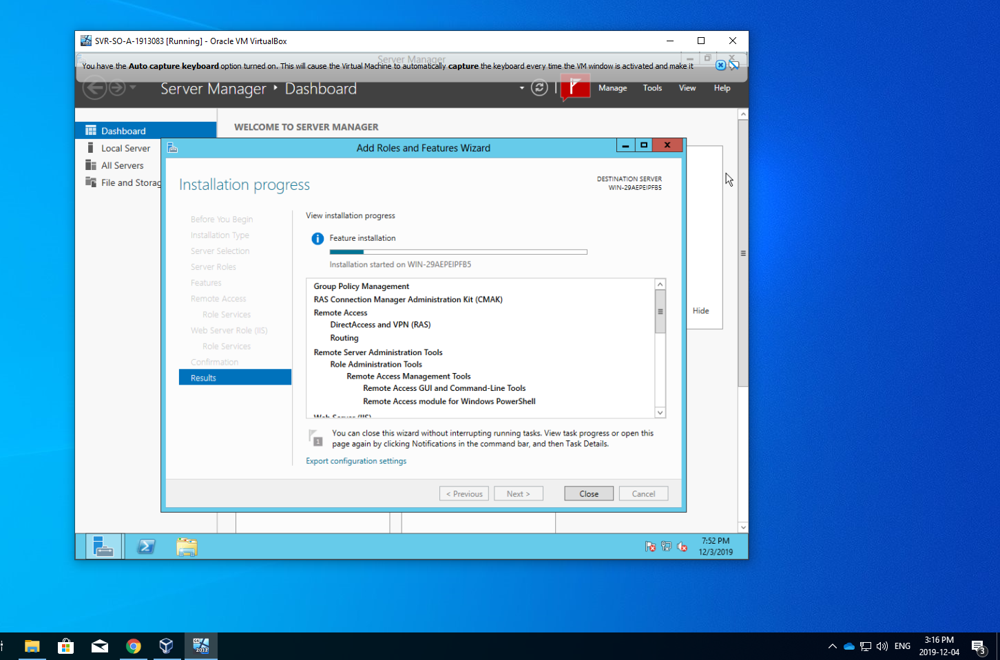 SVR-SO-A-1913083 [Running] - Oracle VM VirtualBox
Server Manager
You have the Auto capture keyboard option turned on. This will cause the Virtual Machine to automatically capture the keyboard every time the VM window is activated and make it
Server Manager ‣ Dashboard
Manage Tools View Help
Dashboard
Local Server
All Servers
File and Storag
WELCOME TO SERVER MANAGER
Add Roles and Features Wizard
Installation progress
DESTINATION SERVER
WIN-29AEPEIPFB5
Before You Begin
Installation Type
Server Selection
Server Roles
Features
Remote Access
Role Services
Web Server Role (IIS)
Role Services
Confirmation
Results
View installation progress
Feature installation
Installation started on WIN-29AEPEIPFB5
Group Policy Management
RAS Connection Manager Administration Kit (CMAK)
Remote Access
DirectAccess and VPN (RAS)
Routing
Remote Server Administration Tools
Role Administration Tools
Remote Access Management Tools
Remote Access GUI and Command-Line Tools
Remote Access module for Windows PowerShell
Web Server (IIS)
1
You can close this wizard without interrupting running tasks. View task progress or open this
page again by clicking Notifications in the command bar, and then Task Details.
Export configuration settings
< Previous
Next >
Close
Cancel
Hide
7:52 PM
12/3/2019
64
2012
ENG
3:16 PM
2019-12-04
3